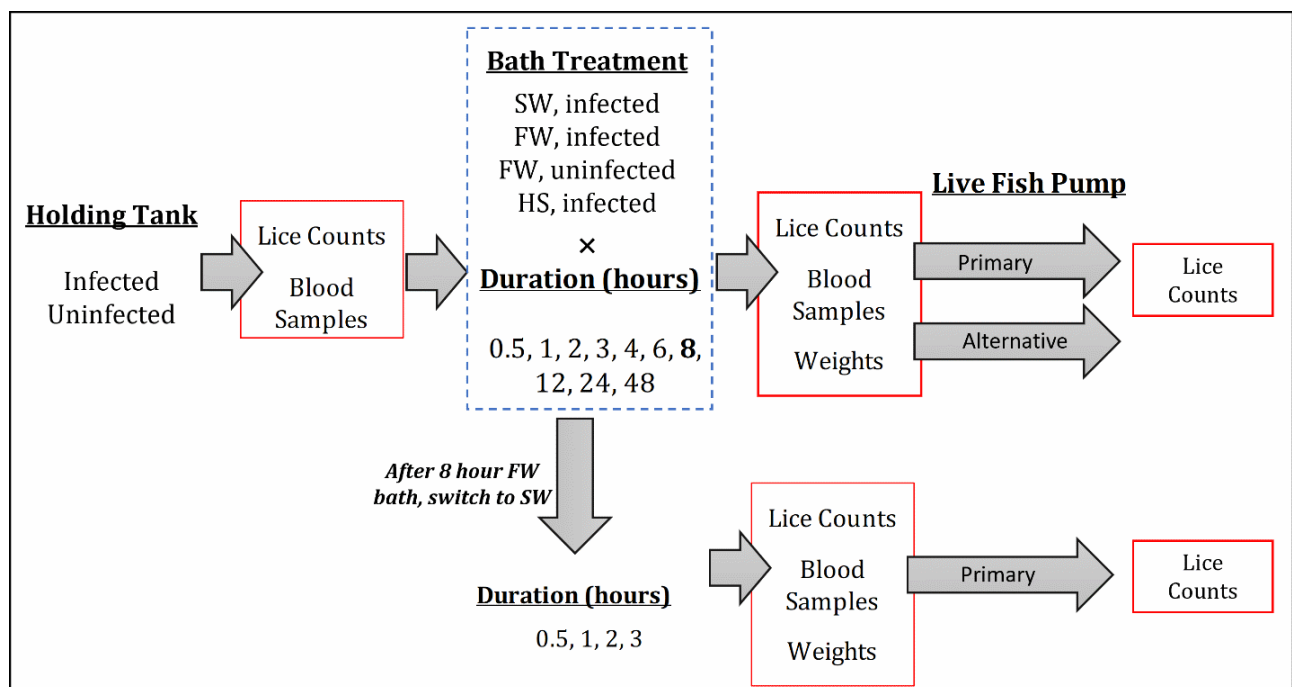 Holding Tank
Infected
Uninfected
Lice Counts
Blood
Samples
Bath Treatment
SW, infected
FW, infected
FW, uninfected
HS, infected
×
Duration (hours)
0.5, 1, 2, 3, 4, 6, 8,
12, 24, 48
Lice Counts
Blood
Samples
Weights
Live Fish Pump
Primary
Alternative
Lice
Counts
After 8 hour FW
bath, switch to SW
Duration (hours)
0.5, 1, 2, 3
Lice Counts
Blood
Samples
Weights
Primary
Lice
Counts